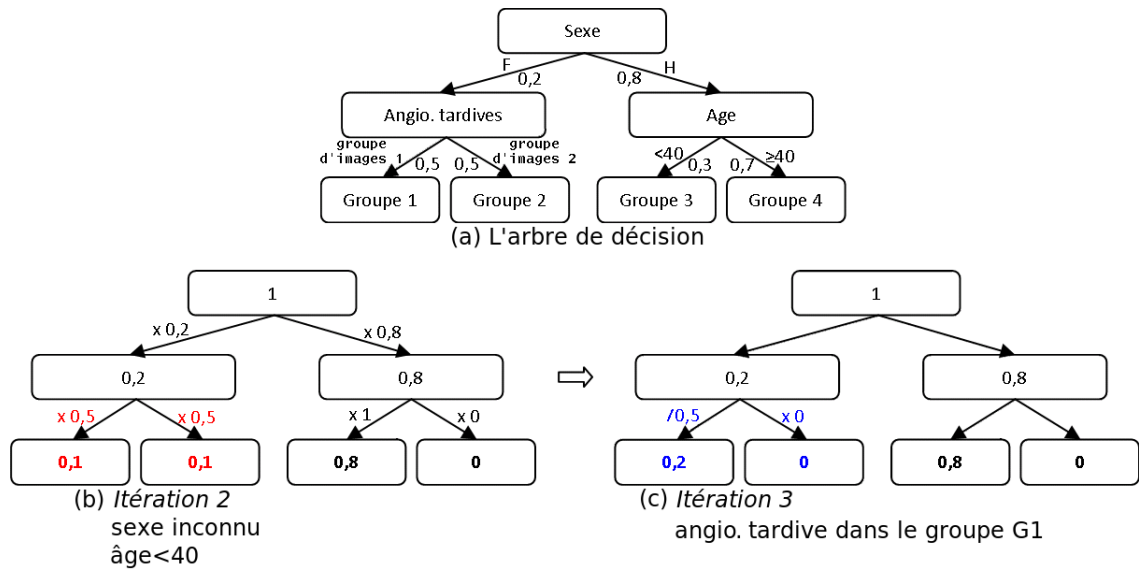 Sexe
F
0,2
0,8
H
Angio. tardives
Age
groupe
d'images 1
0,5
0,5
groupe
d'images 2
<40
0,3
0,7
≥40
Groupe 1
Groupe 2
Groupe 3
Groupe 4
(a) L'arbre de décision
1
x 0,2
x 0,8
0,2
0,8
x 0,5
x 0,5
x 1
x 0
0,1
0,1
0,8
0
(b) Itération 2
sexe inconnu
âge<40
1
0,2
0,8
/0,5
x 0
0,2
0
0,8
0
(c) Itération 3
angio. tardive dans le groupe G1